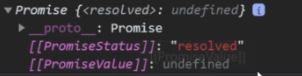 ▼Promise {<resolved>: undefined} i
▶__proto__: Promise
[[PromiseStatus]]: "resolved"
[[PromiseValue]]: undefined